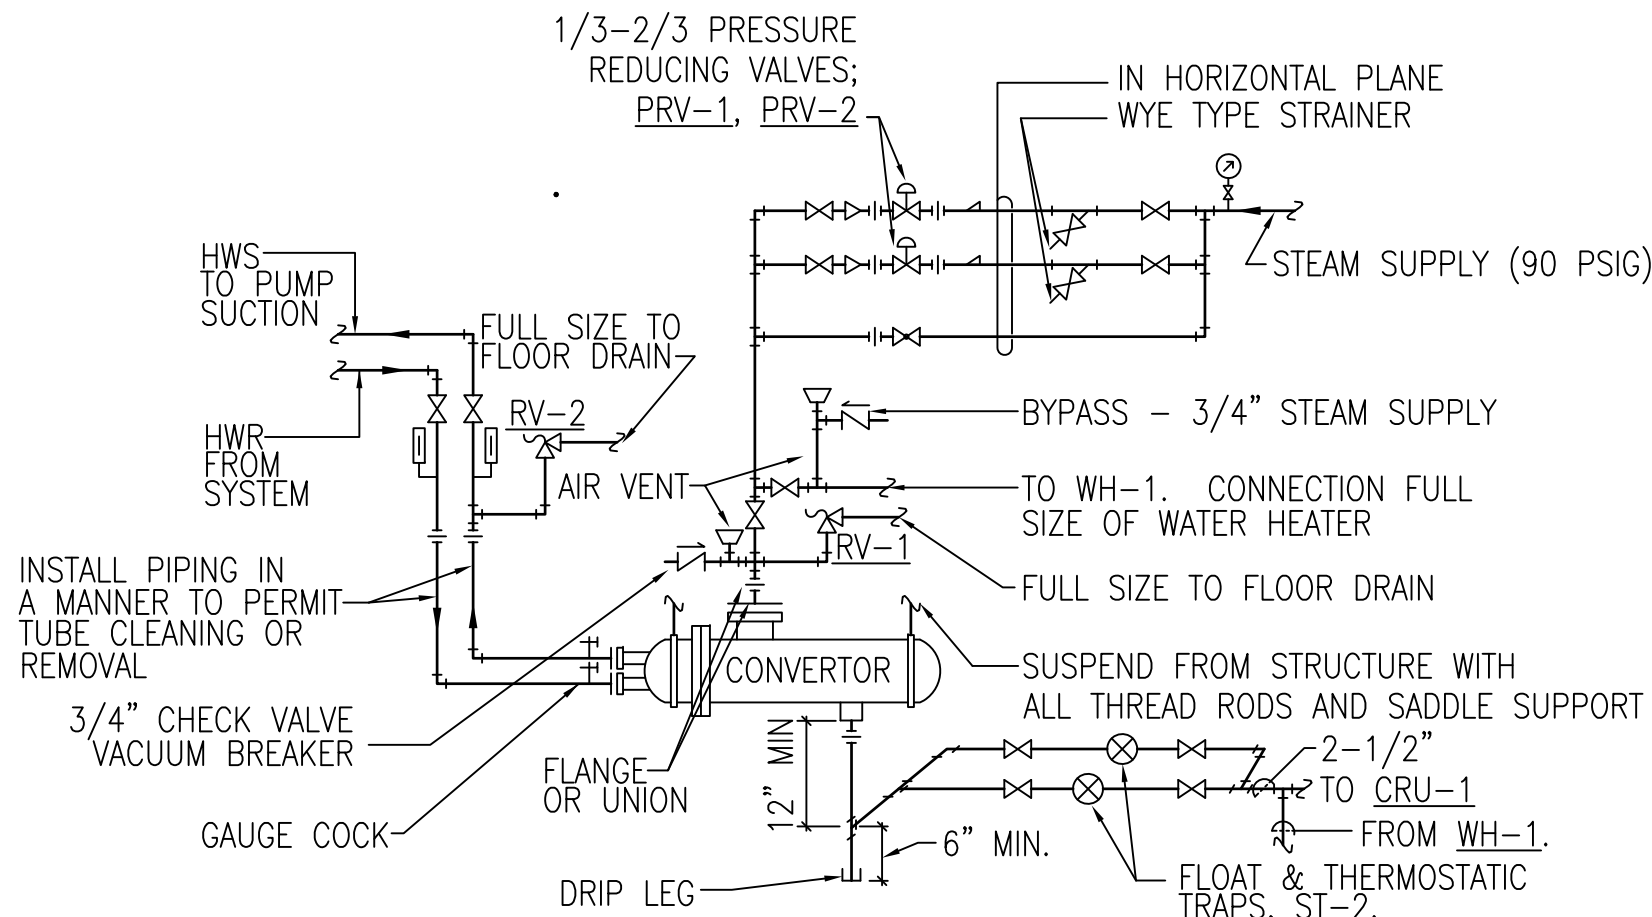 1/3-2/3 PRESSURE
REDUCING VALVES;
PRV-1, PRV-2
IN HORIZONTAL PLANE
WYE TYPE STRAINER
STEAM SUPPLY (90 PSIG)
HWS
TO PUMP
SUCTION
FULL SIZE TO
FLOOR DRAIN
RV-2
HWR
FROM
SYSTEM
AIR VENT
BYPASS - 3/4" STEAM SUPPLY
TO WH-1. CONNECTION FULL
SIZE OF WATER HEATER
RV-1
FULL SIZE TO FLOOR DRAIN
INSTALL PIPING IN
A MANNER TO PERMIT
TUBE CLEANING OR
REMOVAL
CONVERTOR
SUSPEND FROM STRUCTURE WITH
ALL THREAD RODS AND SADDLE SUPPORT
3/4" CHECK VALVE
VACUUM BREAKER
FLANGE
OR UNION
12" MIN
2-1/2"
TO CRU-1
GAUGE COCK
FROM WH-1.
6" MIN.
DRIP LEG
FLOAT & THERMOSTATIC
TRAPS, ST-2.